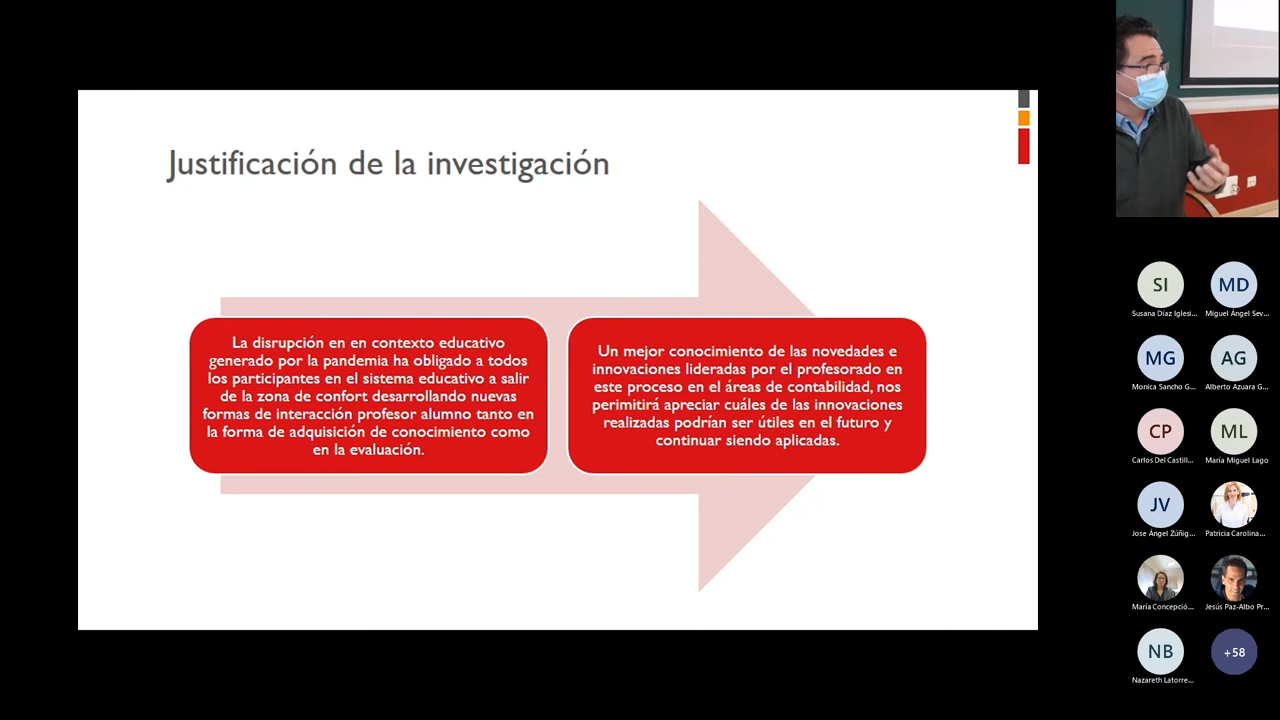 Justificación de la investigación
La disrupción en en contexto educativo
generado por la pandemia ha obligado a todos
los participantes en el sistema educativo a salir
de la zona de confort desarrollando nuevas
formas de interacción profesor alumno tanto en
la forma de adquisición de conocimiento como
en la evaluación.
Un mejor conocimiento de las novedades e
innovaciones lideradas por el profesorado en
este proceso en el áreas de contabilidad, nos
perimitirá apreciar cuáles de las innovaciones
realizadas podrían ser útiles en el futuro y
continuar siendo aplicadas.
SI
Susana Díaz Iglesi...
MD
Miguel Ángel Sev...
MG
Monica Sancho G...
AG
Alberto Azuara G...
CP
Carlos Del Castill...
ML
María Miguel Lago
JV
Jose Ángel Zúñig...
Patricia Carolina...
María Concepció...
Jesús Paz-Albo Pr...
NB
Nazareth Latorre...
+58